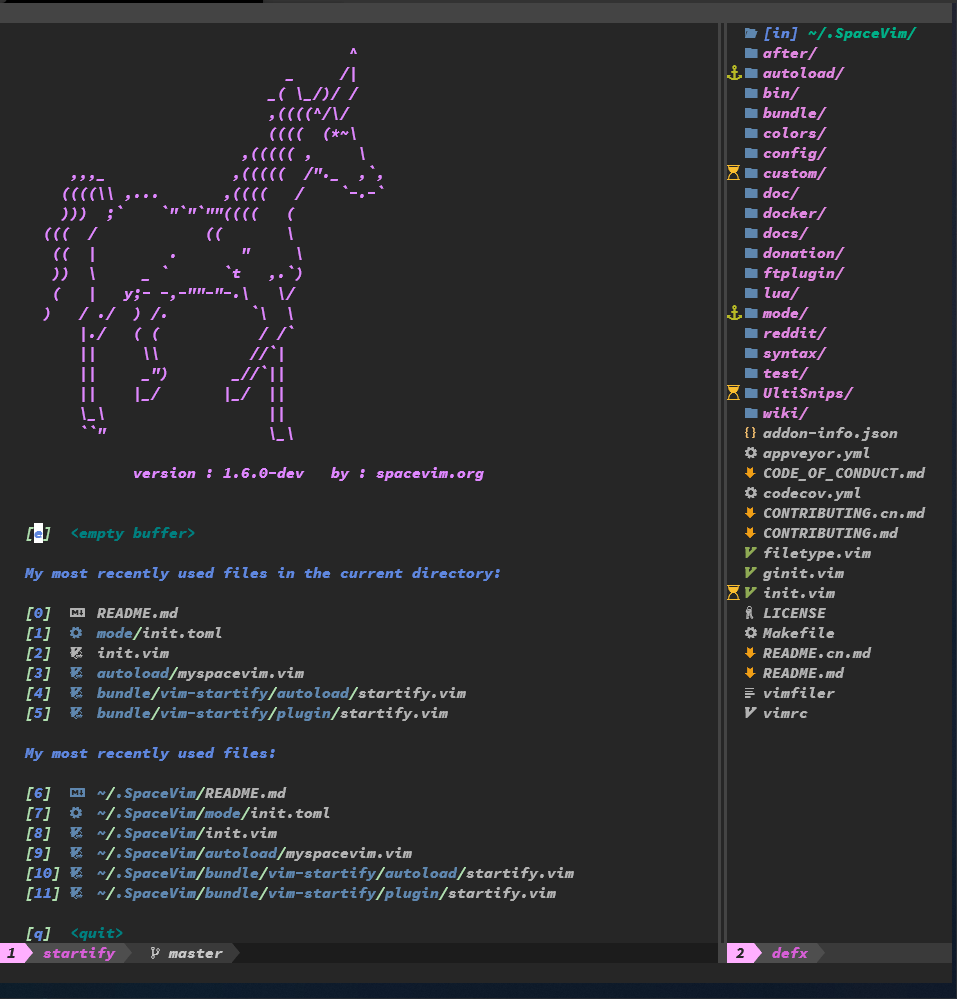 version : 1.6.0-dev   by : spacevim.org
[e]  <empty buffer>
My most recently used files in the current directory:
[0]  README.md
[1]  mode/init.toml
[2]  init.vim
[3]  autoload/myspacevim.vim
[4]  bundle/vim-startify/autoload/startify.vim
[5]  bundle/vim-startify/plugin/startify.vim
My most recently used files:
[6]  ~/.SpaceVim/README.md
[7]  ~/.SpaceVim/mode/init.toml
[8]  ~/.SpaceVim/init.vim
[9]  ~/.SpaceVim/autoload/myspacevim.vim
[10] ~/.SpaceVim/bundle/vim-startify/autoload/startify.vim
[11] ~/.SpaceVim/bundle/vim-startify/plugin/startify.vim
[q]  <quit>
1 startify master
[in] ~/.SpaceVim/
after/
autoload/
bin/
bundle/
colors/
config/
custom/
doc/
docker/
docs/
donation/
ftplugin/
lua/
mode/
reddit/
syntax/
test/
UltiSnips/
wiki/
addon-info.json
appveyor.yml
CODE_OF_CONDUCT.md
codecov.yml
CONTRIBUTING.cn.md
CONTRIBUTING.md
filetype.vim
ginit.vim
init.vim
LICENSE
Makefile
README.cn.md
README.md
vimfiler
vimrc
2 defx